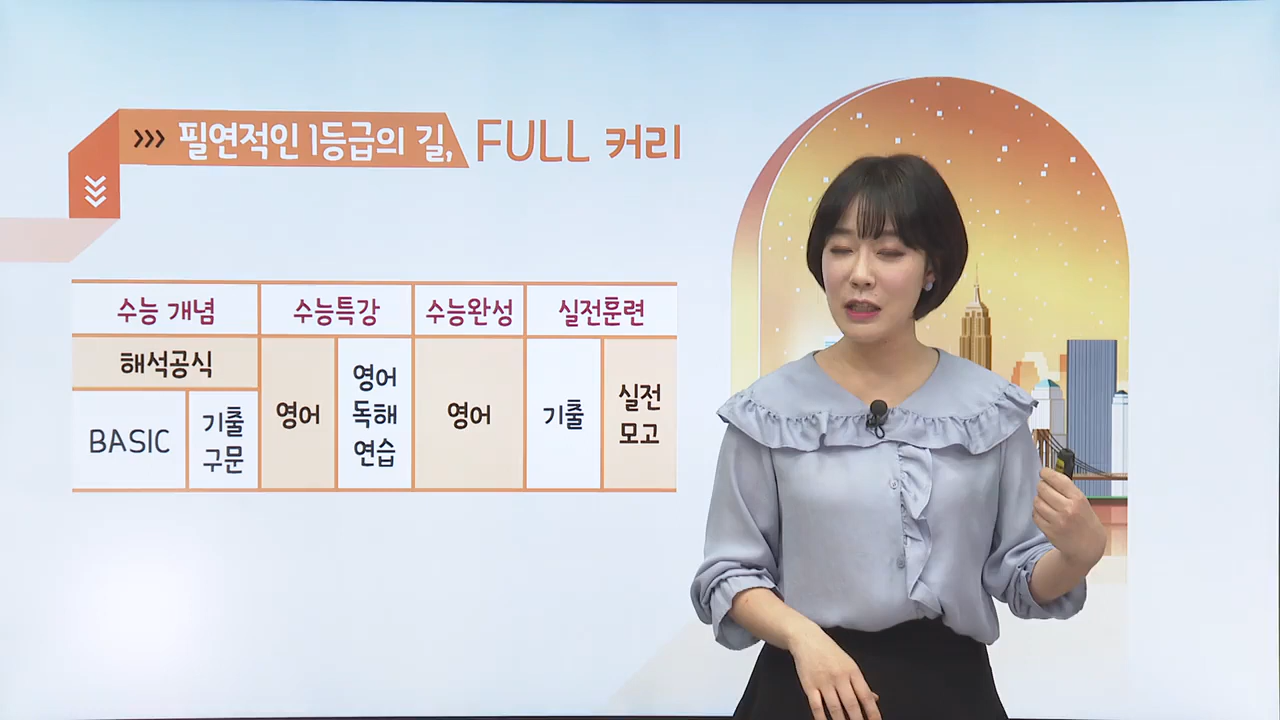 >>> 필연적인 1등급의 길, FULL 커리
수능 개념
수능특강
수능완성
실전훈련
해석공식
BASIC
기출
구문
영어
영어
독해
연습
영어
기출
실전
모고